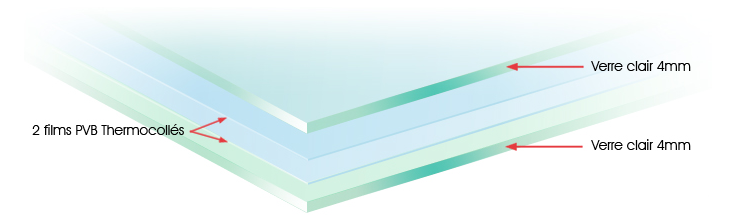 Verre clair 4mm
2 films PVB Thermocollés
Verre clair 4mm